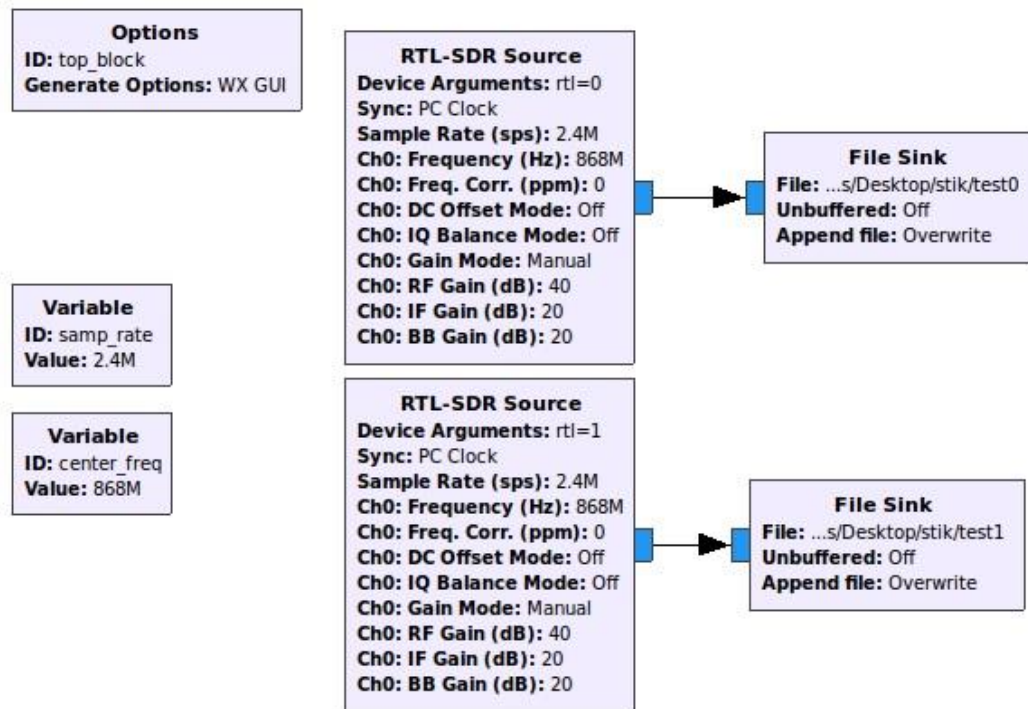 Options
ID: top_block
Generate Options: WX GUI
RTL-SDR Source
Device Arguments: rtl=0
Sync: PC Clock
Sample Rate (sps): 2.4M
Ch0: Frequency (Hz): 868M
Ch0: Freq. Corr. (ppm): 0
Ch0: DC Offset Mode: Off
Ch0: IQ Balance Mode: Off
Ch0: Gain Mode: Manual
Ch0: RF Gain (dB): 40
Ch0: IF Gain (dB): 20
Ch0: BB Gain (dB): 20
File Sink
File: ...s/Desktop/stik/test0
Unbuffered: Off
Append file: Overwrite
Variable
ID: samp_rate
Value: 2.4M
Variable
ID: center_freq
Value: 868M
RTL-SDR Source
Device Arguments: rtl=1
Sync: PC Clock
Sample Rate (sps): 2.4M
Ch0: Frequency (Hz): 868M
Ch0: Freq. Corr. (ppm): 0
Ch0: DC Offset Mode: Off
Ch0: IQ Balance Mode: Off
Ch0: Gain Mode: Manual
Ch0: RF Gain (dB): 40
Ch0: IF Gain (dB): 20
Ch0: BB Gain (dB): 20
File Sink
File: ...s/Desktop/stik/test1
Unbuffered: Off
Append file: Overwrite